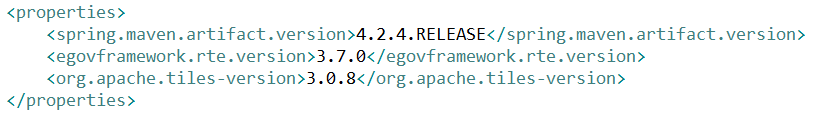 <properties>
    <spring.maven.artifact.version>4.2.4.RELEASE</spring.maven.artifact.version>
    <egovframework.rte.version>3.7.0</egovframework.rte.version>
    <org.apache.tiles-version>3.0.8</org.apache.tiles-version>
</properties>